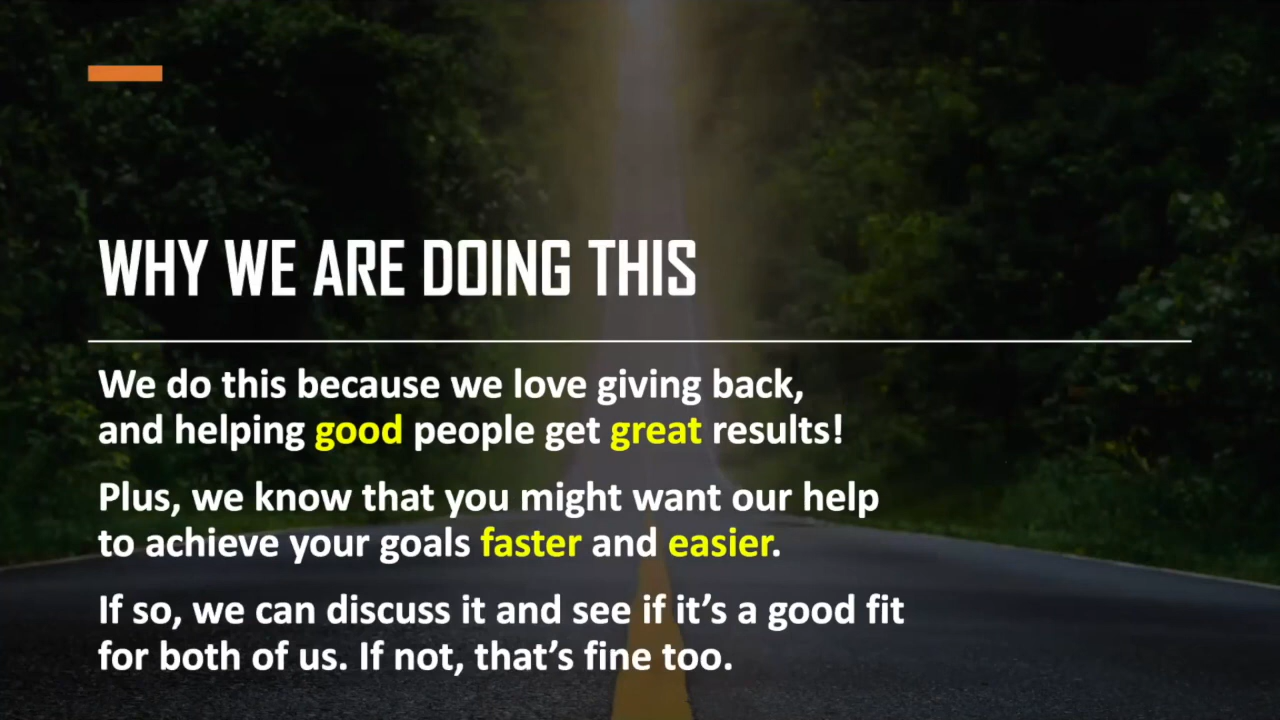 WHY WE ARE DOING THIS
We do this because we love giving back,
and helping good people get great results!
Plus, we know that you might want our help
to achieve your goals faster and easier.
If so, we can discuss it and see if it’s a good fit
for both of us. If not, that’s fine too.